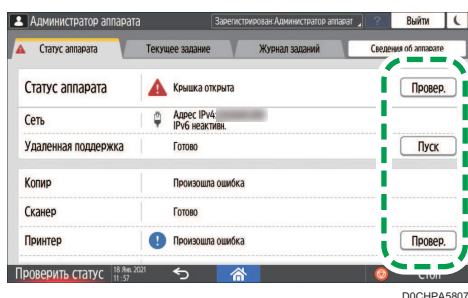 Администратор аппарата
Зарегистрирован:Администратор аппарат
?
Выйти
Статус аппарата
Текущее задание
Журнал заданий
Сведения об аппарате
Статус аппарата
Крышка открыта
Провер.
Сеть
Адрес IPv4:
IPv6 неактивн.
Удаленная поддержка
Готово
Пуск
Копир
Произошла ошибка
Сканер
Готово
Принтер
Произошла ошибка
Провер.
Проверить статус
18 Янв. 2021
11 : 57
Стоп
D0CHPA5807